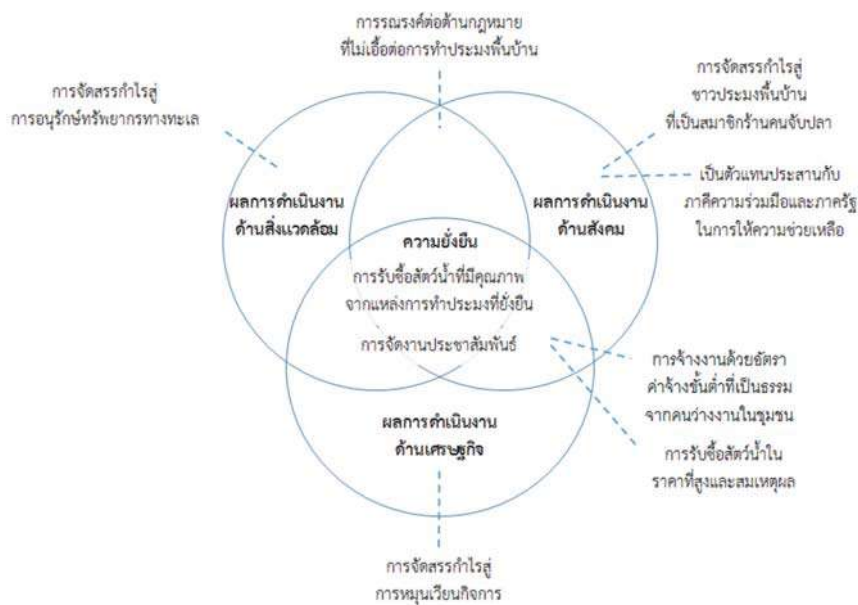 การรณรงค์ต่อต้านกฎหมาย
ที่ไม่เอื้อต่อการทำประมงพื้นบ้าน
การจัดสรรกำไรสู่
การอนุรักษ์ทรัพยากรทางทะเล
การจัดสรรกำไรสู่
ชาวประมงพื้นบ้าน
ที่เป็นสมาชิกร้านคนจับปลา
เป็นตัวแทนประสานกับ
ภาคีความร่วมมือและภาครัฐ
ในการให้ความช่วยเหลือ
ผลการดำเนินงาน
ด้านสิ่งแวดล้อม
ผลการดำเนินงาน
ด้านสังคม
ความยั่งยืน
การรับซื้อสัตว์น้ำที่มีคุณภาพ
จากแหล่งการทำประมงที่ยั่งยืน
การจัดงานประชาสัมพันธ์
การจ้างงานด้วยอัตรา
ค่าจ้างขั้นต่ำที่เป็นธรรม
จากคนว่างงานในชุมชน
การรับซื้อสัตว์น้ำใน
ราคาที่สูงและสมเหตุผล
ผลการดำเนินงาน
ด้านเศรษฐกิจ
การจัดสรรกำไรสู่
การหมุนเวียนกิจการ